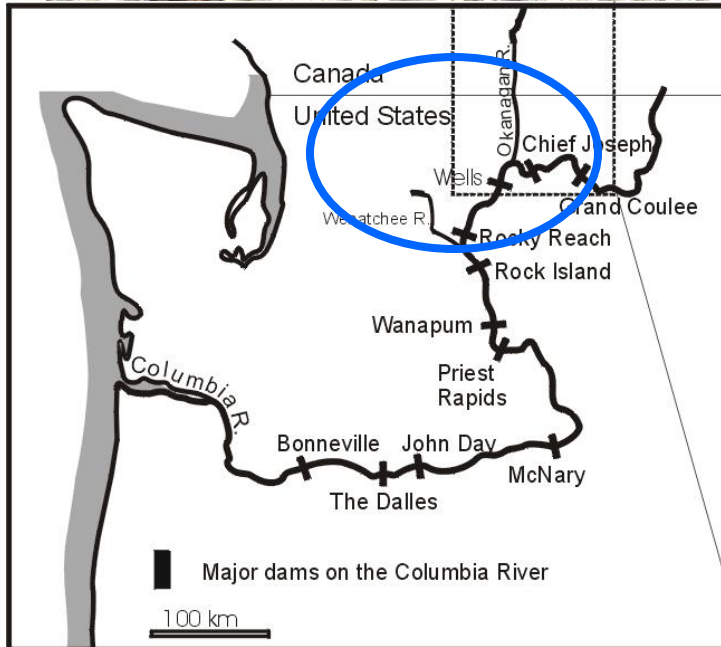 Canada
United States
Okanagan R.
Chief Joseph
Wells
Grand Coulee
Wenatchee R.
Rocky Reach
Rock Island
Wanapum
Priest
Rapids
Columbia R.
Bonneville
John Day
McNary
The Dalles
Major dams on the Columbia River
100 km